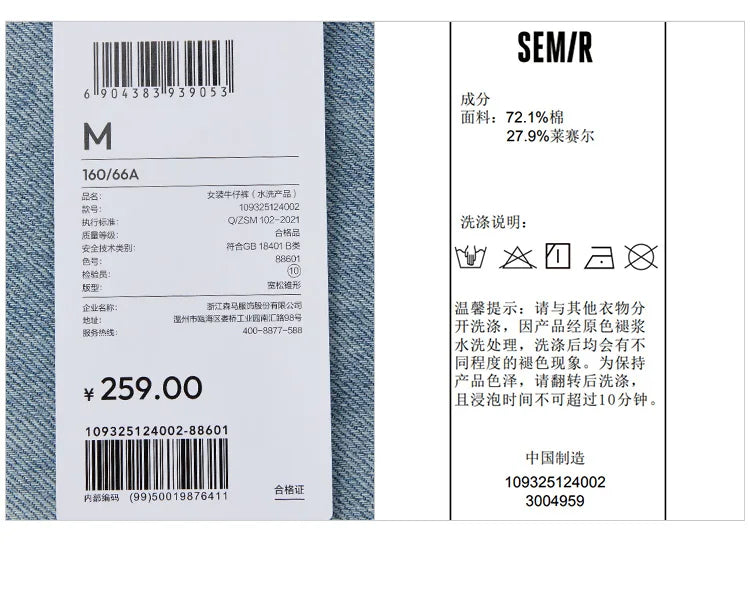 6 904383 939053
M
160/66A
品名： 女装牛仔裤（水洗产品）
款号： 109325124002
执行标准： Q/ZSM 102-2021
质量等级： 合格品
安全技术类别： 符合GB 18401 B类
色号： 88601
检验员： ⑩
版型： 宽松锥形
企业名称： 浙江森马服饰股份有限公司
地址： 温州市瓯海区娄桥工业园南汇路98号
服务热线： 400-8877-588
¥ 259.00
109325124002-88601
内部编码 (99)50019876411
合格证
SEMIR
成分
面料：72.1%棉
27.9%莱赛尔
洗涤说明：
温馨提示：请与其他衣物分
开洗涤，因产品经原色褪浆
水洗处理，洗涤后均会有不
同程度的褪色现象。为保持
产品色泽，请翻转后洗涤，
且浸泡时间不可超过10分钟。
中国制造
109325124002
3004959